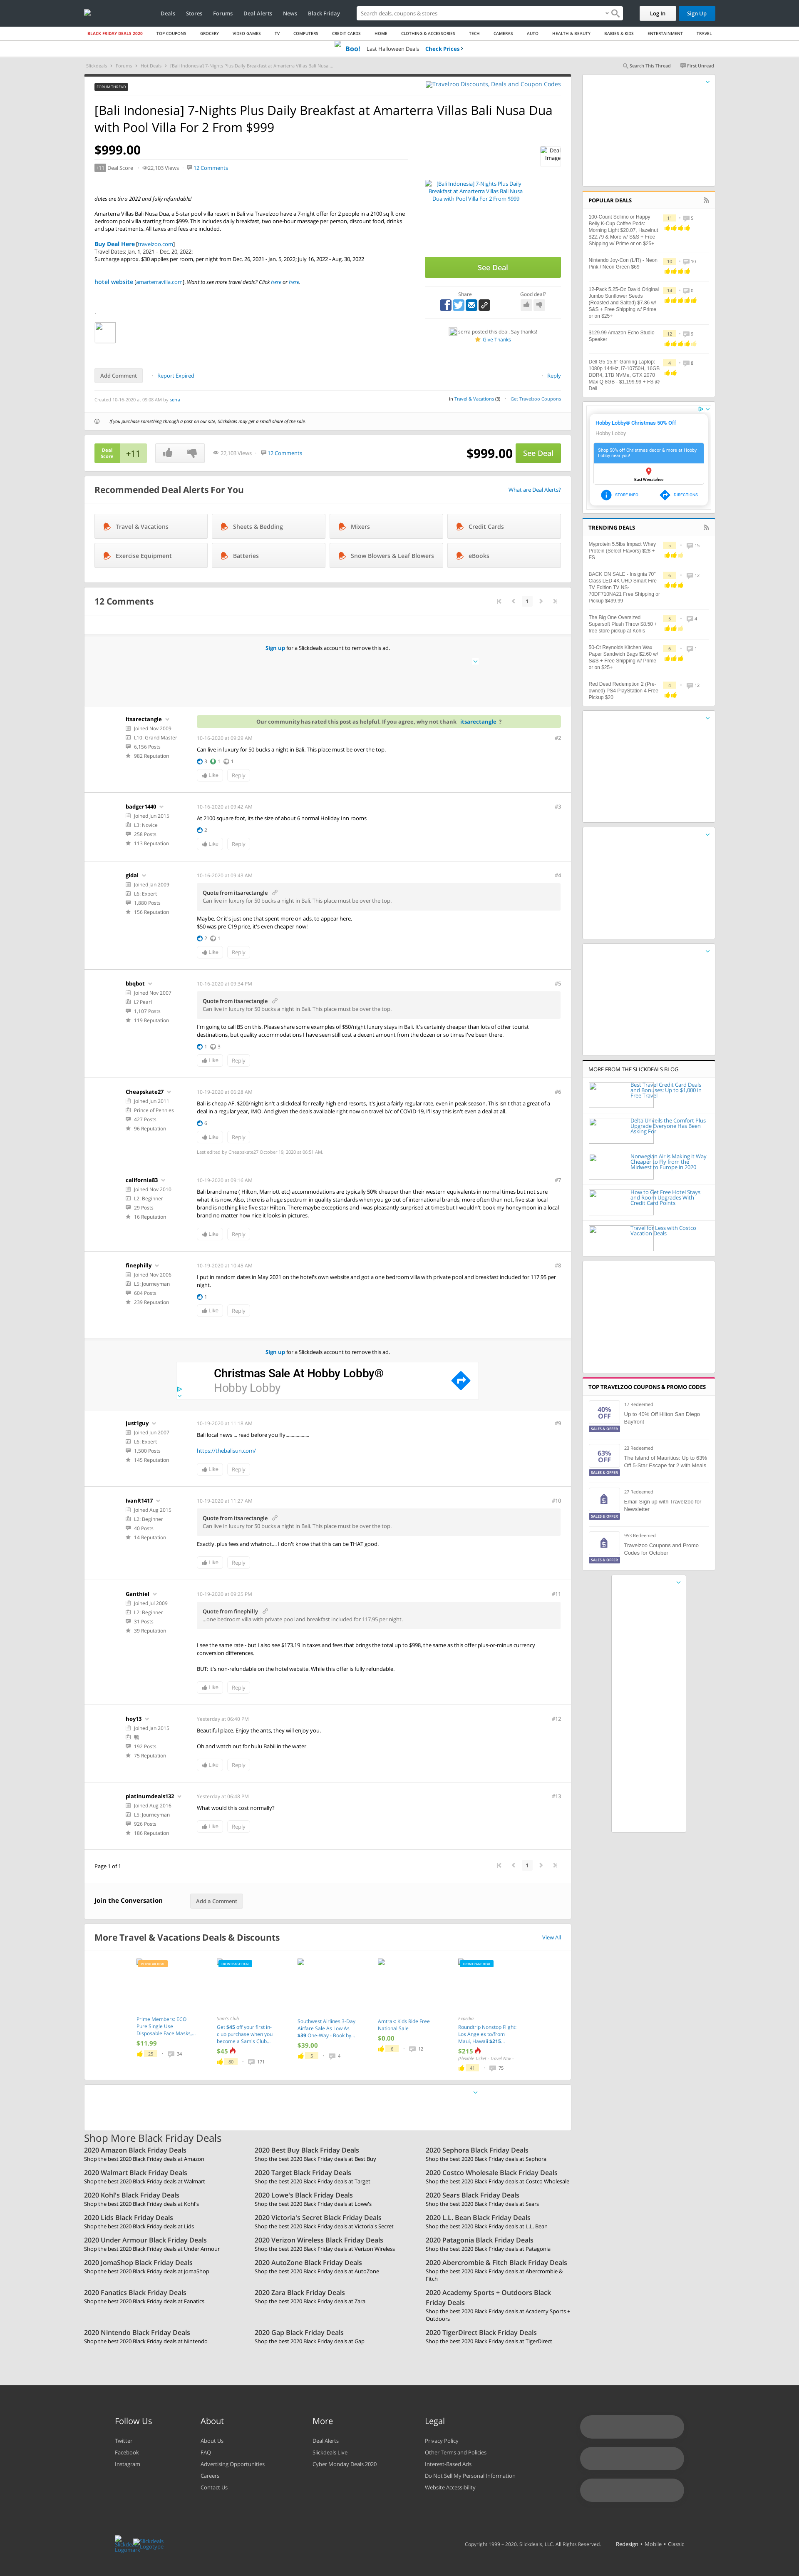 Deals
Stores
Forums
Deal Alerts
News
Black Friday
Search deals, coupons & stores
Log In
Sign Up
BLACK FRIDAY DEALS 2020
TOP COUPONS
GROCERY
VIDEO GAMES
TV
COMPUTERS
CREDIT CARDS
HOME
CLOTHING & ACCESSORIES
TECH
CAMERAS
AUTO
HEALTH & BEAUTY
BABIES & KIDS
ENTERTAINMENT
TRAVEL
Boo! Last Halloween Deals Check Prices
Slickdeals Forums Hot Deals [Bali Indonesia] 7-Nights Plus Daily Breakfast at Amarterra Villas Bali Nusa ...
Search This Thread
First Unread
FORUM THREAD
Travelzoo Discounts, Deals and Coupon Codes
[Bali Indonesia] 7-Nights Plus Daily Breakfast at Amarterra Villas Bali Nusa Dua with Pool Villa For 2 From $999
$999.00
+11 Deal Score
22,103 Views
12 Comments
Deal Image
[Bali Indonesia] 7-Nights Plus Daily Breakfast at Amarterra Villas Bali Nusa Dua with Pool Villa For 2 From $999
dates are thru 2022 and fully refundable!
Amarterra Villas Bali Nusa Dua, a 5-star pool villa resort in Bali via Travelzoo has a 7-night offer for 2 people in a 2100 sq ft one bedroom pool villa starting from $999. This deal includes daily breakfast, two one-hour massage per person, discount off spa, food, drinks and spa services. All taxes and fees are included.
Buy Deal Here [travelzoo.com]
Travel Dates: Jan. 1, 2021 – Dec. 20, 2022:
Surcharge approx. $30 applies per room, per night from Dec. 26, 2021 - Jan. 5, 2022; July 16, 2022 - Aug. 30, 2022
hotel website [amarterravilla.com]. Want to see more travel deals? Click here or here.
See Deal
Share
Good deal?
serra posted this deal. Say thanks!
Give Thanks
Add Comment
Report Expired
Reply
Created 10-16-2020 at 09:08 AM by serra
in Travel & Vacations (3)
Get Travelzoo Coupons
If you purchase something through a post on our site, Slickdeals may get a small share of the sale.
Deal Score +11
22,103 Views
12 Comments
$999.00
See Deal
Recommended Deal Alerts For You
What are Deal Alerts?
Travel & Vacations
Sheets & Bedding
Mixers
Credit Cards
Exercise Equipment
Batteries
Snow Blowers & Leaf Blowers
eBooks
12 Comments
1
Sign up for a Slickdeals account to remove this ad.
itsarectangle
Joined Nov 2009
L10: Grand Master
6,156 Posts
982 Reputation
Our community has rated this post as helpful. If you agree, why not thank itsarectangle ?
10-16-2020 at 09:29 AM
#2
Can live in luxury for 50 bucks a night in Bali. This place must be over the top.
3 1 1
Like
Reply
badger1440
Joined Jun 2015
L3: Novice
258 Posts
113 Reputation
10-16-2020 at 09:42 AM
#3
At 2100 square foot, its the size of about 6 normal Holiday Inn rooms
2
Like
Reply
gidal
Joined Jan 2009
L6: Expert
1,880 Posts
156 Reputation
10-16-2020 at 09:43 AM
#4
Quote from itsarectangle
Can live in luxury for 50 bucks a night in Bali. This place must be over the top.
Maybe. Or it's just one that spent more on ads, to appear here.
$50 was pre-C19 price, it's even cheaper now!
2 1
Like
Reply
bbqbot
Joined Nov 2007
L7 Pearl
1,107 Posts
119 Reputation
10-16-2020 at 09:34 PM
#5
Quote from itsarectangle
Can live in luxury for 50 bucks a night in Bali. This place must be over the top.
I'm going to call BS on this. Please share some examples of $50/night luxury stays in Bali. It's certainly cheaper than lots of other tourist destinations, but quality accommodations I have seen still cost a decent amount from the dozen or so times I've been there.
1 3
Like
Reply
Cheapskate27
Joined Jun 2011
Prince of Pennies
427 Posts
96 Reputation
10-19-2020 at 06:28 AM
#6
Bali is cheap AF. $200/night isn't a slickdeal for really nice high end resorts, it's just a fairly regular rate, even in peak season. This isn't that a great of a deal in a regular year, IMO. And given the deals available right now on travel b/c of COVID-19, I'll say this isn't even a deal at all.
6
Like
Reply
Last edited by Cheapskate27 October 19, 2020 at 06:51 AM.
california83
Joined Nov 2010
L2: Beginner
29 Posts
16 Reputation
10-19-2020 at 09:16 AM
#7
Bali brand name ( Hilton, Marriott etc) accommodations are typically 50% cheaper than their western equivalents in normal times but not sure what it is now. Also, there is a huge spectrum in terms of quality and standards of luxury when it comes to local brands, more often than not, five star local brand is nothing like five star Hilton. There maybe exceptions and I was pleasantly surprised at times but I wouldn't put my honeymoon in the line of a local brand no matter how nice it looks in pictures.
Like
Reply
finephilly
Joined Nov 2006
L5: Journeyman
604 Posts
239 Reputation
10-19-2020 at 10:45 AM
#8
I put in random dates in May 2021 on the hotel's own website and got a one bedroom villa with private pool and breakfast included for 117.95 per night.
1
Like
Reply
Sign up for a Slickdeals account to remove this ad.
Christmas Sale At Hobby Lobby®
Hobby Lobby
just1guy
Joined Jun 2007
L6: Expert
1,500 Posts
145 Reputation
10-19-2020 at 11:18 AM
#9
Bali local news ... read before you fly...................
https://thebalisun.com/
Like
Reply
IvanR1417
Joined Aug 2015
L2: Beginner
40 Posts
14 Reputation
10-19-2020 at 11:27 AM
#10
Quote from itsarectangle
Can live in luxury for 50 bucks a night in Bali. This place must be over the top.
Exactly. plus fees and whatnot.... I don't know that this can be THAT good.
Like
Reply
Ganthiel
Joined Jul 2009
L2: Beginner
31 Posts
39 Reputation
10-19-2020 at 09:25 PM
#11
Quote from finephilly
...one bedroom villa with private pool and breakfast included for 117.95 per night.
I see the same rate - but I also see $173.19 in taxes and fees that brings the total up to $998, the same as this offer plus-or-minus currency conversion differences.
BUT: it's non-refundable on the hotel website. While this offer is fully refundable.
Like
Reply
hoy13
Joined Jan 2015
192 Posts
75 Reputation
Yesterday at 06:40 PM
#12
Beautiful place. Enjoy the ants, they will enjoy you.
Oh and watch out for bulu Babii in the water
Like
Reply
platinumdeals132
Joined Aug 2016
L5: Journeyman
926 Posts
186 Reputation
Yesterday at 06:48 PM
#13
What would this cost normally?
Like
Reply
Page 1 of 1
1
Join the Conversation
Add a Comment
More Travel & Vacations Deals & Discounts
View All
POPULAR DEAL
Prime Members: ECO Pure Single Use Disposable Face Masks,...
$11.99
25 34
FRONTPAGE DEAL
Sam's Club
Get $45 off your first in-club purchase when you become a Sam's Club...
$45
80 171
Southwest Airlines 3-Day Airfare Sale As Low As $39 One-Way - Book by...
$39.00
5 4
Amtrak: Kids Ride Free National Sale
$0.00
6 12
FRONTPAGE DEAL
Expedia
Roundtrip Nonstop Flight Los Angeles to/from Maui, Hawaii $215...
$215
41 75
POPULAR DEALS
100-Count Solimo or Happy Belly K-Cup Coffee Pods: Morning Light $20.07, Hazelnut $22.79 & More w/ S&S + Free Shipping w/ Prime or on $25+
11 5
Nintendo Joy-Con (L/R) - Neon Pink / Neon Green $69
10 10
12-Pack 5.25-Oz David Original Jumbo Sunflower Seeds (Roasted and Salted) $7.96 w/ S&S + Free Shipping w/ Prime or on $25+
14 9
$129.99 Amazon Echo Studio Speaker
12 9
Dell G5 15.6" Gaming Laptop: 1080p 144Hz, i7-10750H, 16GB DDR4, 1TB NVMe, GTX 2070 Max Q 8GB - $1,199.99 + FS @ Dell
4 8
Hobby Lobby® Christmas 50% Off
Hobby Lobby
Shop 50% off Christmas decor & more at Hobby Lobby near you!
East Wenatchee
STORE INFO
DIRECTIONS
TRENDING DEALS
Myprotein 5.5lbs Impact Whey Protein (Select Flavors) $28 + FS
5 15
BACK ON SALE - Insignia 70" Class LED 4K UHD Smart Fire TV Edition TV NS-70DF710NA21 Free Shipping or Pickup $499.99
6 12
The Big One Oversized Supersoft Plush Throw $8.50 + free store pickup at Kohls
5 4
50-Ct Reynolds Kitchen Wax Paper Sandwich Bags $2.60 w/ S&S + Free Shipping w/ Prime or on $25+
6 1
Red Dead Redemption 2 (Pre-owned) PS4 PlayStation 4 Free Pickup $20
4 12
MORE FROM THE SLICKDEALS BLOG
Best Travel Credit Card Deals and Bonuses: Up to $1,000 in Free Travel
Delta Unveils the Comfort Plus Upgrade Everyone Has Been Asking For
Norwegian Air Is Making It Way Cheaper to Fly from the Midwest to Europe in 2020
How to Get Free Hotel Stays and Room Upgrades With Credit Card Points
Travel for Less with Costco Vacation Deals
TOP TRAVELZOO COUPONS & PROMO CODES
40% OFF
SALES & OFFER
17 Redeemed
Up to 40% Off Hilton San Diego Bayfront
63% OFF
SALES & OFFER
23 Redeemed
The Island of Mauritius: Up to 63% Off 5-Star Escape for 2 with Meals
SALES & OFFER
27 Redeemed
Email Sign up with Travelzoo for Newsletter
SALES & OFFER
953 Redeemed
Travelzoo Coupons and Promo Codes for October
Shop More Black Friday Deals
2020 Amazon Black Friday Deals
Shop the best 2020 Black Friday deals at Amazon
2020 Best Buy Black Friday Deals
Shop the best 2020 Black Friday deals at Best Buy
2020 Sephora Black Friday Deals
Shop the best 2020 Black Friday deals at Sephora
2020 Walmart Black Friday Deals
Shop the best 2020 Black Friday deals at Walmart
2020 Target Black Friday Deals
Shop the best 2020 Black Friday deals at Target
2020 Costco Wholesale Black Friday Deals
Shop the best 2020 Black Friday deals at Costco Wholesale
2020 Kohl's Black Friday Deals
Shop the best 2020 Black Friday deals at Kohl's
2020 Lowe's Black Friday Deals
Shop the best 2020 Black Friday deals at Lowe's
2020 Sears Black Friday Deals
Shop the best 2020 Black Friday deals at Sears
2020 Lids Black Friday Deals
Shop the best 2020 Black Friday deals at Lids
2020 Victoria's Secret Black Friday Deals
Shop the best 2020 Black Friday deals at Victoria's Secret
2020 L.L. Bean Black Friday Deals
Shop the best 2020 Black Friday deals at L.L. Bean
2020 Under Armour Black Friday Deals
Shop the best 2020 Black Friday deals at Under Armour
2020 Verizon Wireless Black Friday Deals
Shop the best 2020 Black Friday deals at Verizon Wireless
2020 Patagonia Black Friday Deals
Shop the best 2020 Black Friday deals at Patagonia
2020 JomaShop Black Friday Deals
Shop the best 2020 Black Friday deals at JomaShop
2020 AutoZone Black Friday Deals
Shop the best 2020 Black Friday deals at AutoZone
2020 Abercrombie & Fitch Black Friday Deals
Shop the best 2020 Black Friday deals at Abercrombie & Fitch
2020 Fanatics Black Friday Deals
Shop the best 2020 Black Friday deals at Fanatics
2020 Zara Black Friday Deals
Shop the best 2020 Black Friday deals at Zara
2020 Academy Sports + Outdoors Black Friday Deals
Shop the best 2020 Black Friday deals at Academy Sports + Outdoors
2020 Nintendo Black Friday Deals
Shop the best 2020 Black Friday deals at Nintendo
2020 Gap Black Friday Deals
Shop the best 2020 Black Friday deals at Gap
2020 TigerDirect Black Friday Deals
Shop the best 2020 Black Friday deals at TigerDirect
Follow Us
Twitter
Facebook
Instagram
About
About Us
FAQ
Advertising Opportunities
Careers
Contact Us
More
Deal Alerts
Slickdeals Live
Cyber Monday Deals 2020
Legal
Privacy Policy
Other Terms and Policies
Interest-Based Ads
Do Not Sell My Personal Information
Website Accessibility
Copyright 1999 – 2020. Slickdeals, LLC. All Rights Reserved.
Redesign • Mobile • Classic